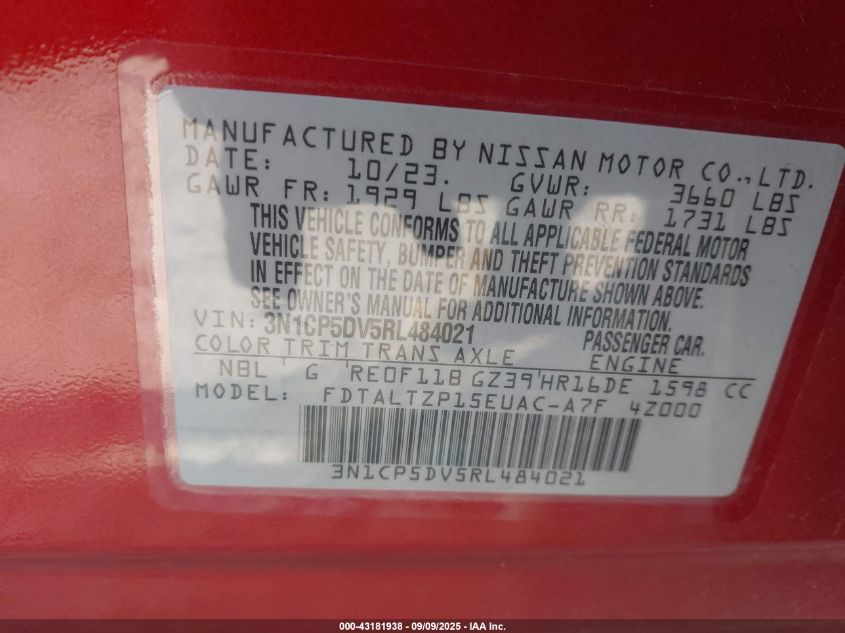 MANUFACTURED BY NISSAN MOTOR CO., LTD.
DATE: 10/23. GVWR: 3660 LBS
GAWR FR: 1929 LBS GAWR RR: 1731 LBS
THIS VEHICLE CONFORMS TO ALL APPLICABLE FEDERAL MOTOR
VEHICLE SAFETY, BUMPER AND THEFT PREVENTION STANDARDS
IN EFFECT ON THE DATE OF MANUFACTURE SHOWN ABOVE.
SEE OWNER'S MANUAL FOR ADDITIONAL INFORMATION.
VIN: 3N1CP5DV5RL484021 PASSENGER CAR.
COLOR TRIM TRANS AXLE ENGINE
NBL G RE0F11B GZ39 HR16DE 1598 CC
MODEL: FDTALTZP15EUAC-A7F 4Z000
3N1CP5DV5RL484021
000-43181938 - 09/09/2025 - IAA Inc.